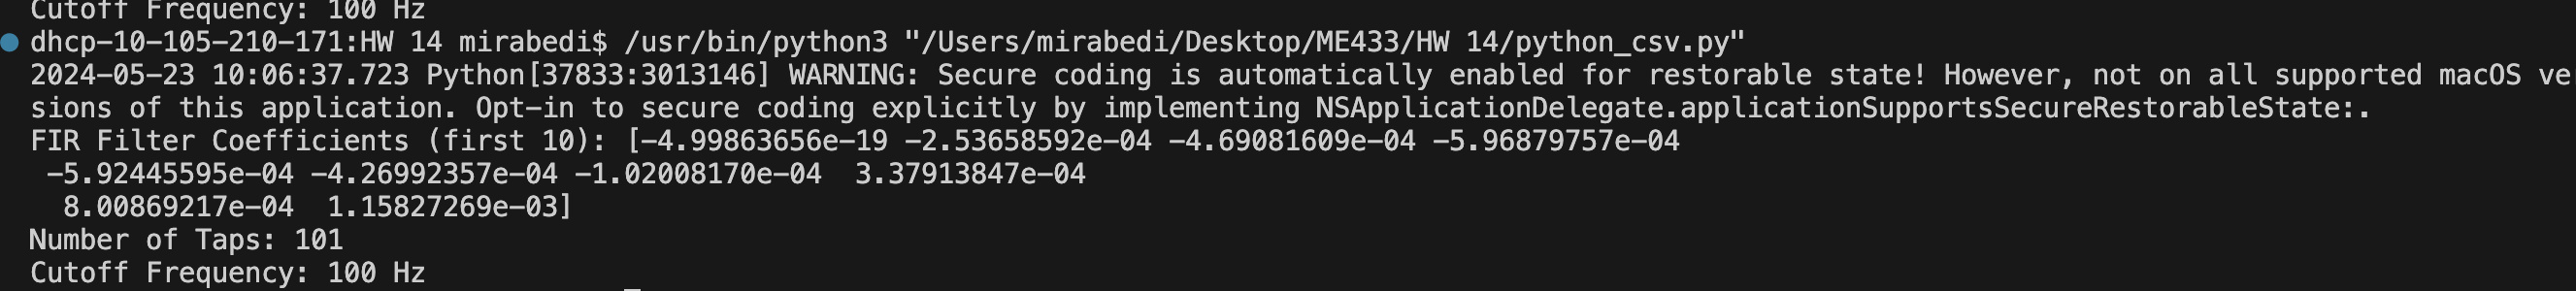 Cutoff Frequency: 100 Hz
dhcp-10-105-210-171:HW 14 mirabedi$ /usr/bin/python3 "/Users/mirabedi/Desktop/ME433/HW 14/python_csv.py"
2024-05-23 10:06:37.723 Python[37833:3013146] WARNING: Secure coding is automatically enabled for restorable state! However, not on all supported macOS ve
sions of this application. Opt-in to secure coding explicitly by implementing NSApplicationDelegate.applicationSupportsSecureRestorableState:.
FIR Filter Coefficients (first 10): [-4.99863656e-19 -2.53658592e-04 -4.69081609e-04 -5.96879757e-04
 -5.92445595e-04 -4.26992357e-04 -1.02008170e-04  3.37913847e-04
  8.00869217e-04  1.15827269e-03]
Number of Taps: 101
Cutoff Frequency: 100 Hz